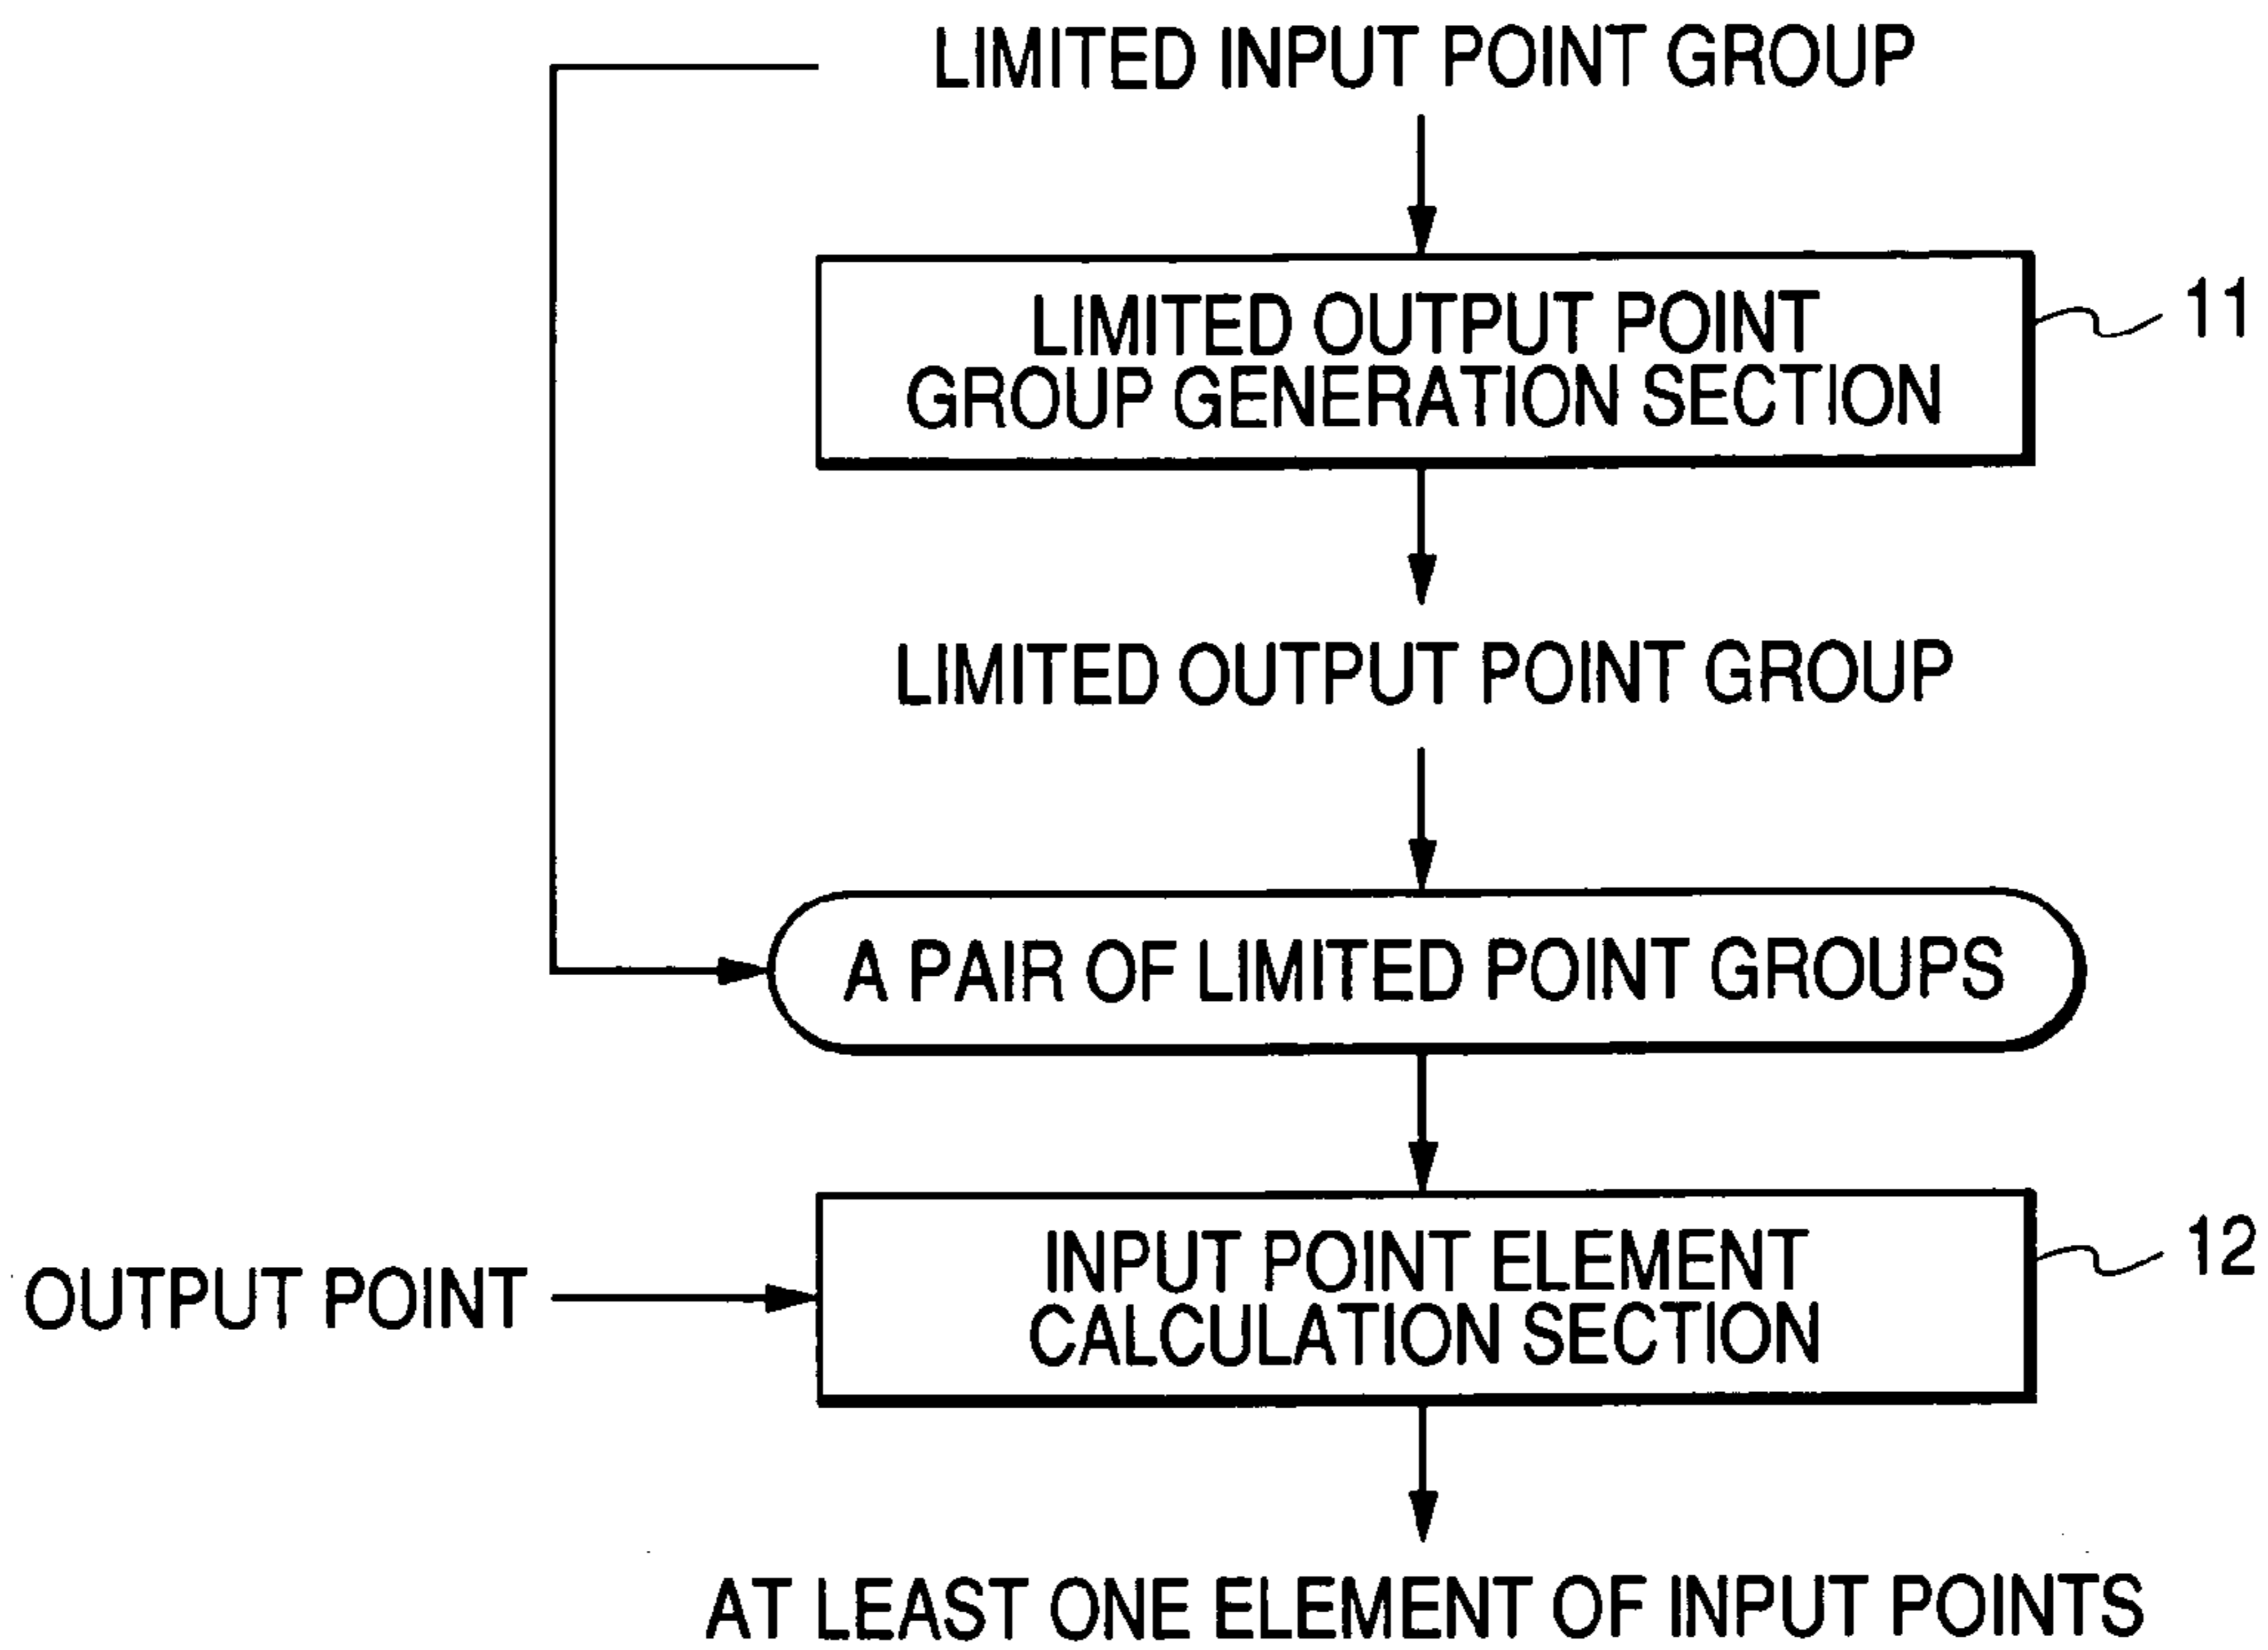 LIMITED INPUT POINT GROUP
LIMITED OUTPUT POINT
GROUP GENERATION SECTION
11
LIMITED OUTPUT POINT GROUP
A PAIR OF LIMITED POINT GROUPS
INPUT POINT ELEMENT
CALCULATION SECTION
12
OUTPUT POINT
AT LEAST ONE ELEMENT OF INPUT POINTS